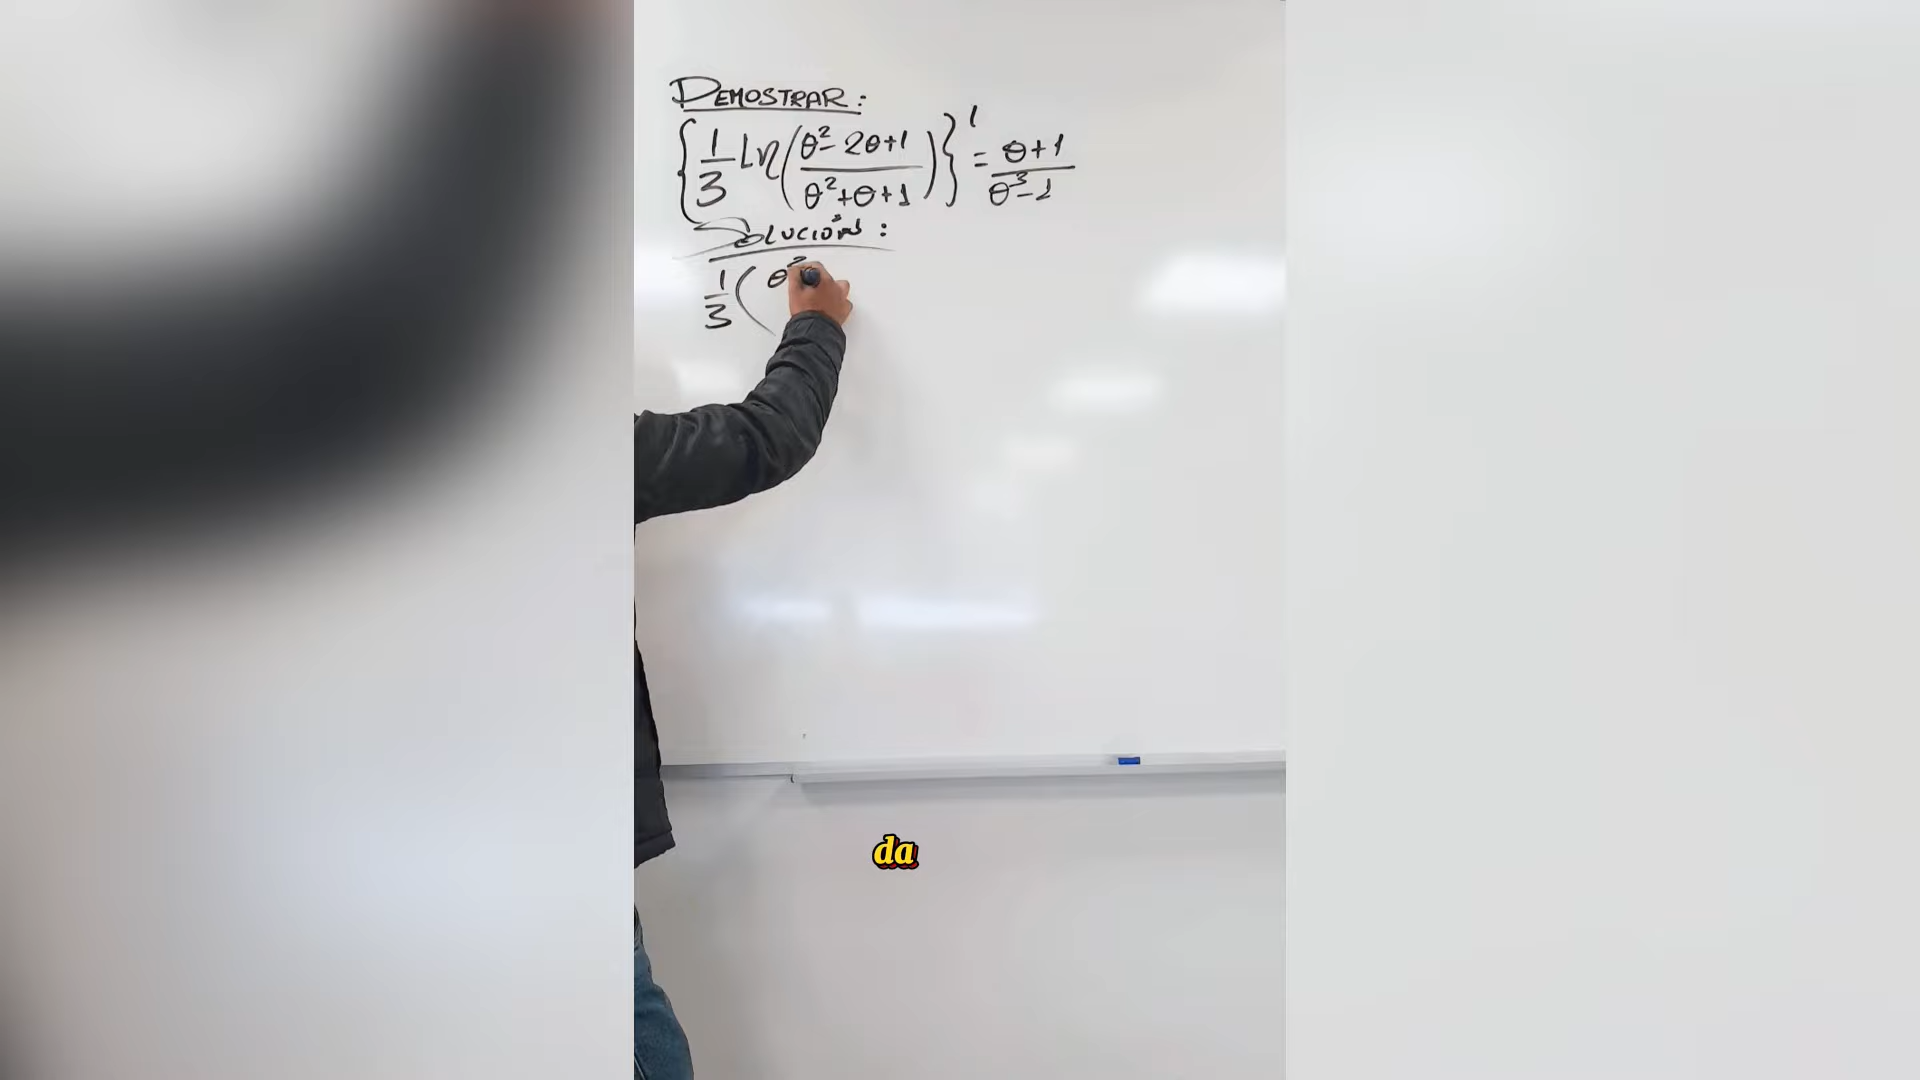 DEMOSTRAR:
{1/3 Ln(θ²-2θ+1/θ²+θ+1)}' = θ+1/θ³-1
SOLUCIÓN:
1/3(θ²
da